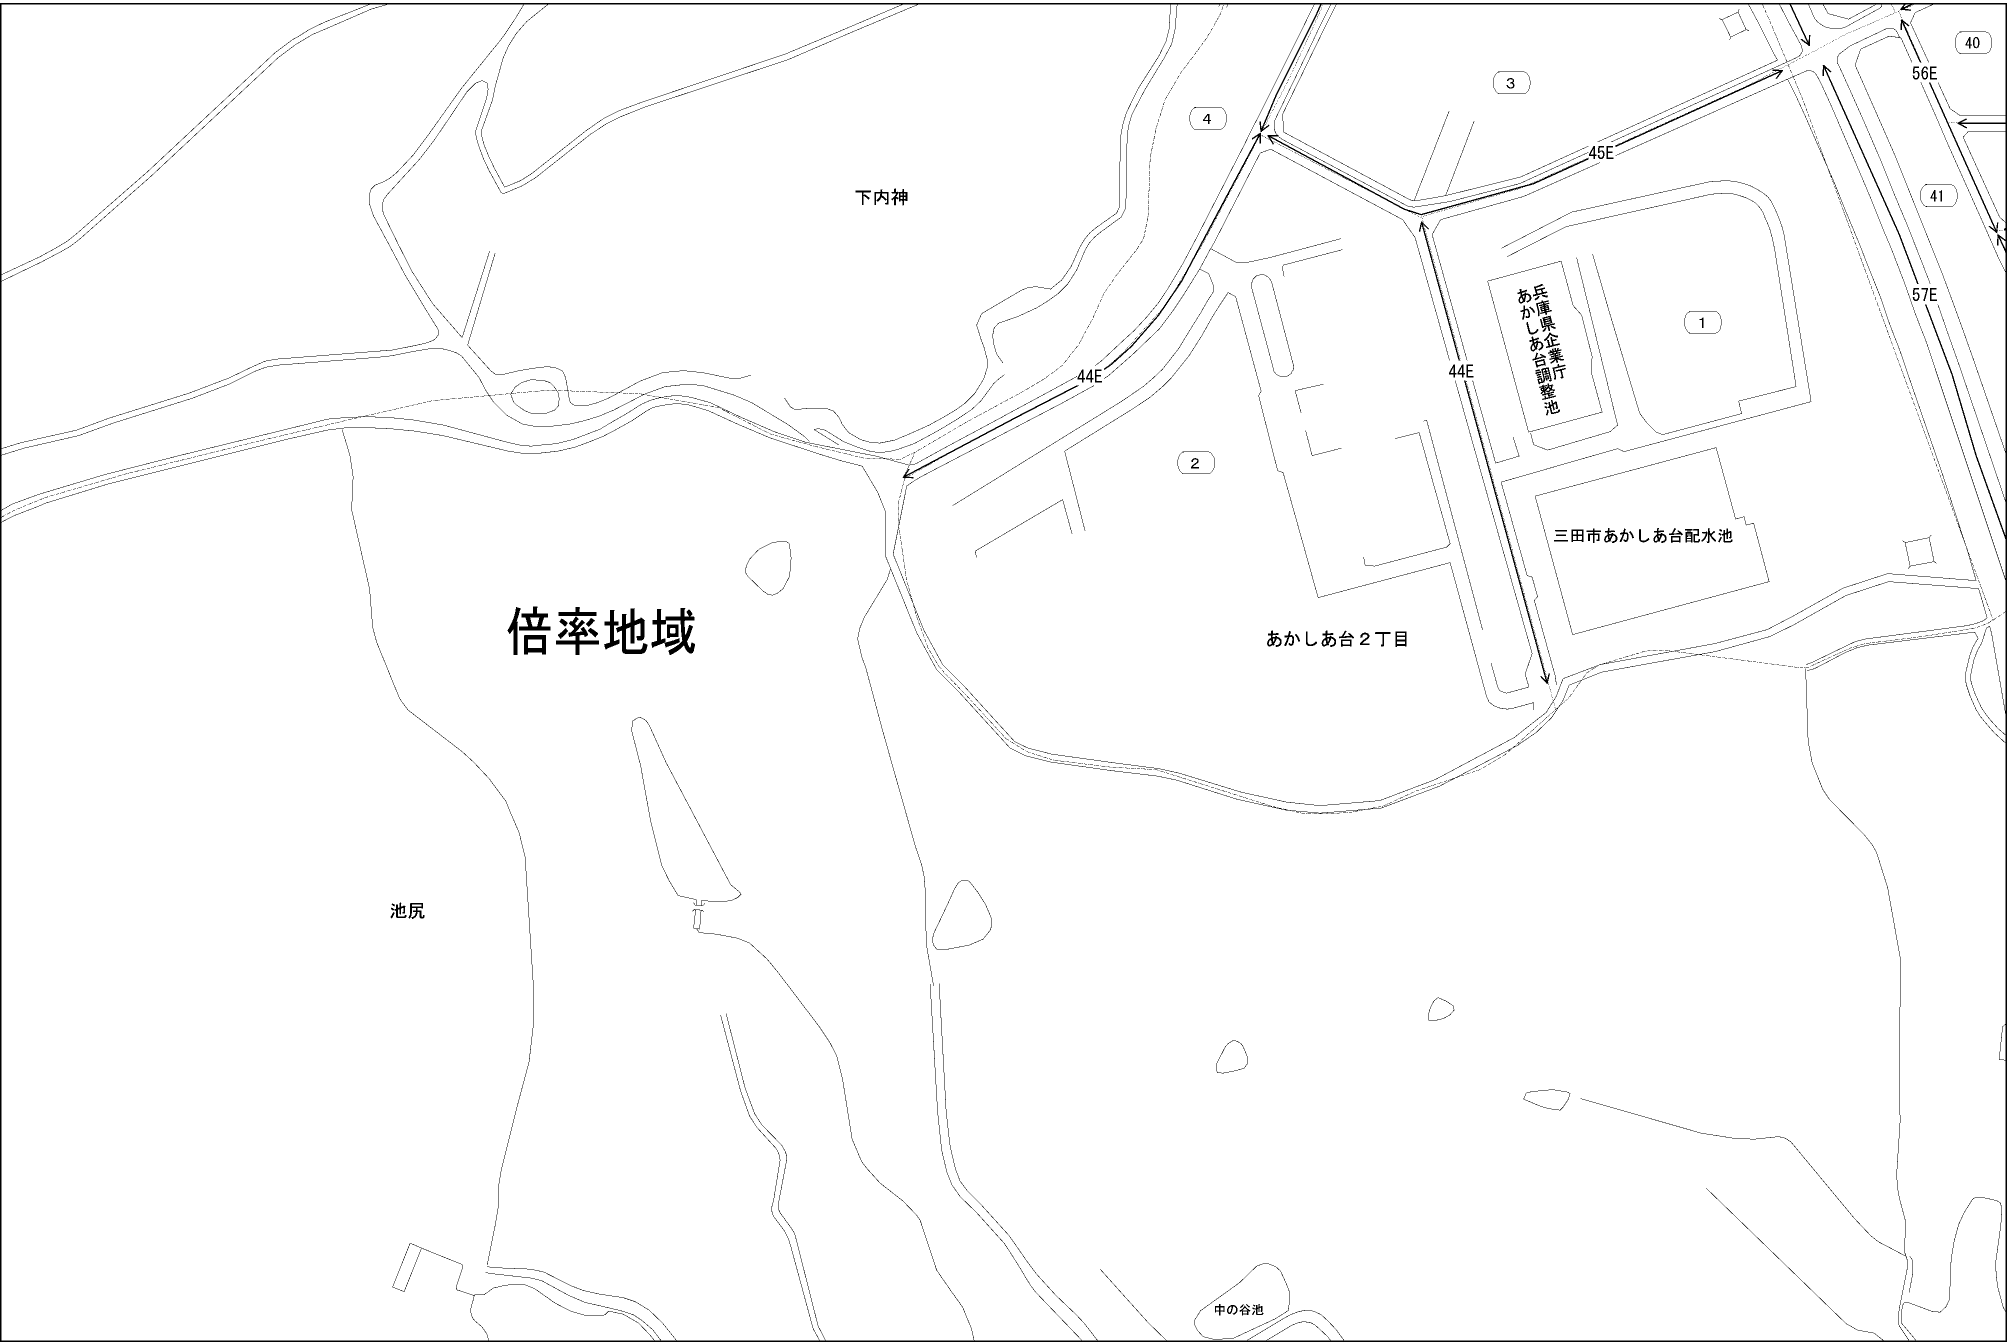 40
56E
3
4
45E
下内神
41
兵庫県企業庁
あかしあ台調整池
57E
1
44E
44E
2
三田市あかしあ台配水池
倍率地域
あかしあ台2丁目
池尻
中の谷池